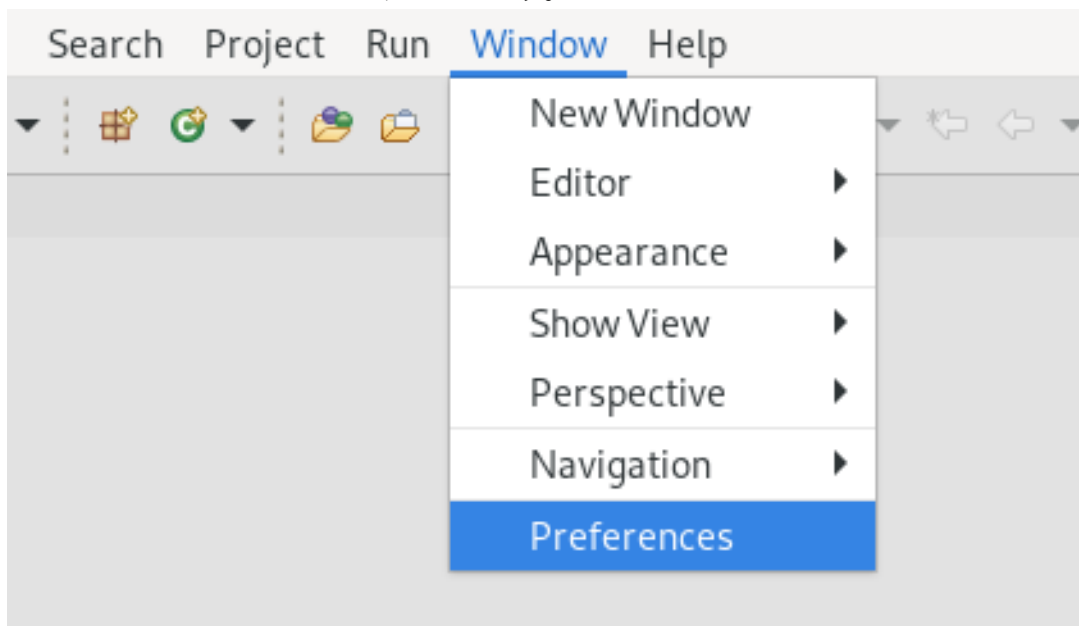 Search Project Run Window Help
New Window
Editor
Appearance
Show View
Perspective
Navigation
Preferences